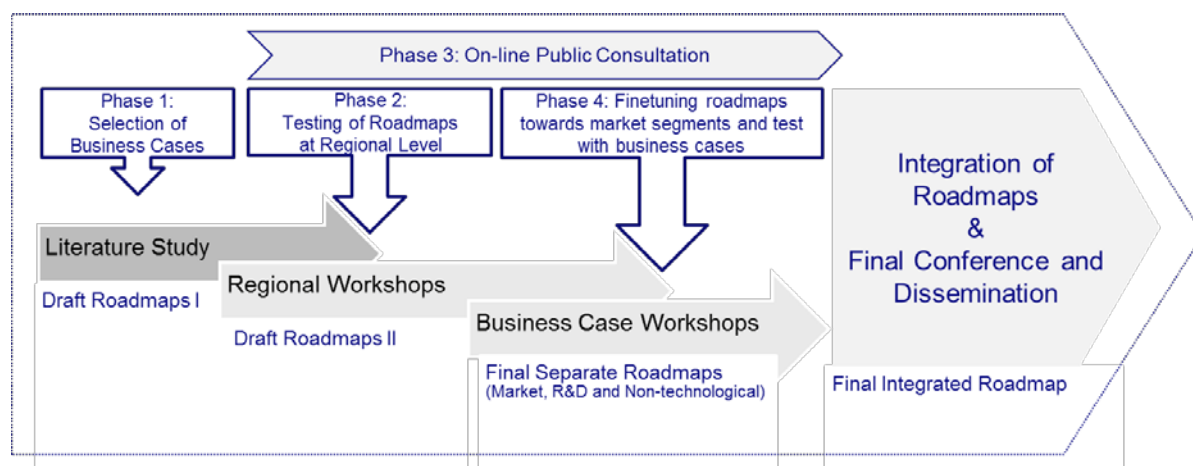 Phase 3: On-line Public Consultation
Phase 1:
Selection of
Business Cases
Phase 2:
Testing of Roadmaps
at Regional Level
Phase 4: Finetuning roadmaps
towards market segments and test
with business cases
Integration of
Roadmaps
&
Final Conference and
Dissemination
Literature Study
Draft Roadmaps I
Regional Workshops
Draft Roadmaps II
Business Case Workshops
Final Separate Roadmaps
(Market, R&D and Non-technological)
Final Integrated Roadmap